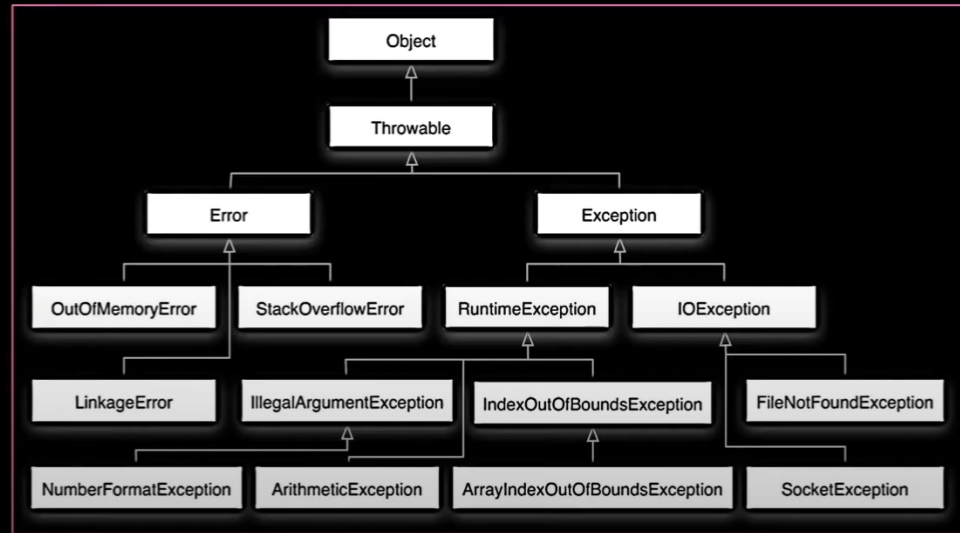 Object
Throwable
Error
Exception
OutOfMemoryError
StackOverflowError
RuntimeException
IOException
LinkageError
IllegalArgumentException
IndexOutOfBoundsException
FileNotFoundException
NumberFormatException
ArithmeticException
ArrayIndexOutOfBoundsException
SocketException